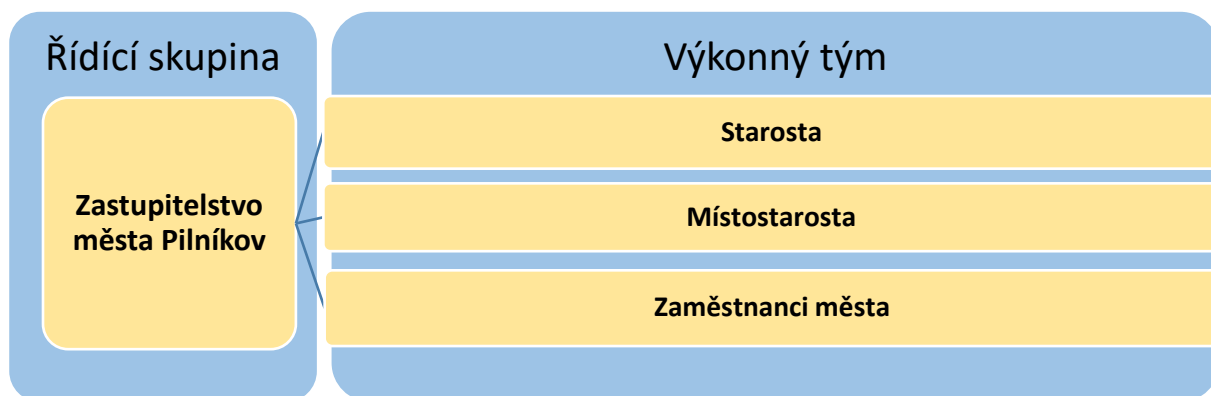 Řídící skupina
Zastupitelstvo
města Pilníkov
Výkonný tým
Starosta
Místostarosta
Zaměstnanci města